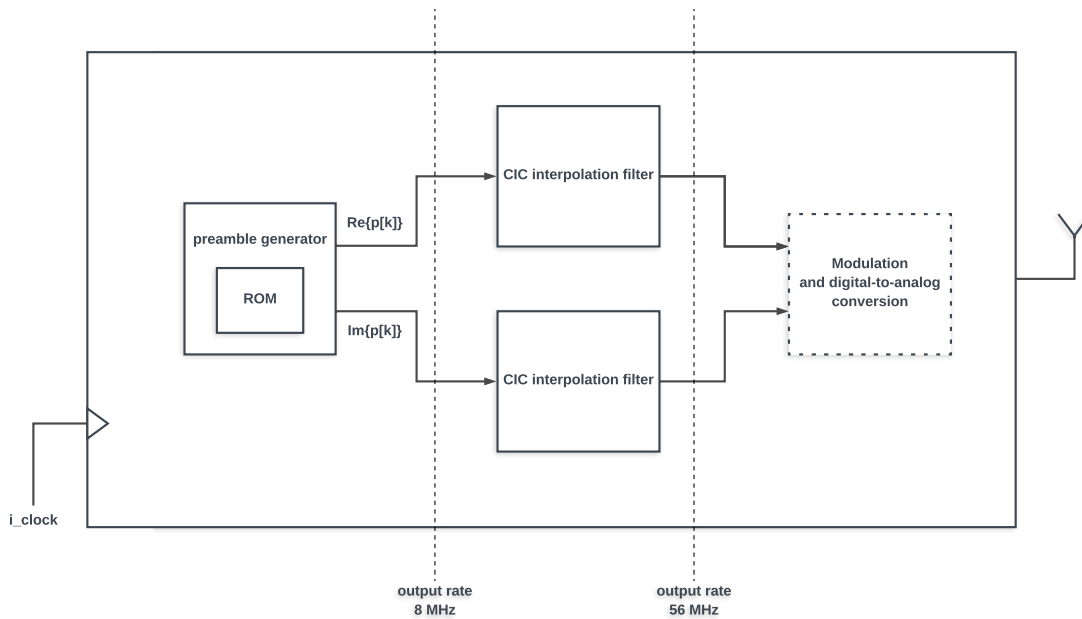 CIC interpolation filter
Re{p[k]}
preamble generator
ROM
Modulation
and digital-to-analog
conversion
Im{p[k]}
CIC interpolation filter
i_clock
output rate
8 MHz
output rate
56 MHz